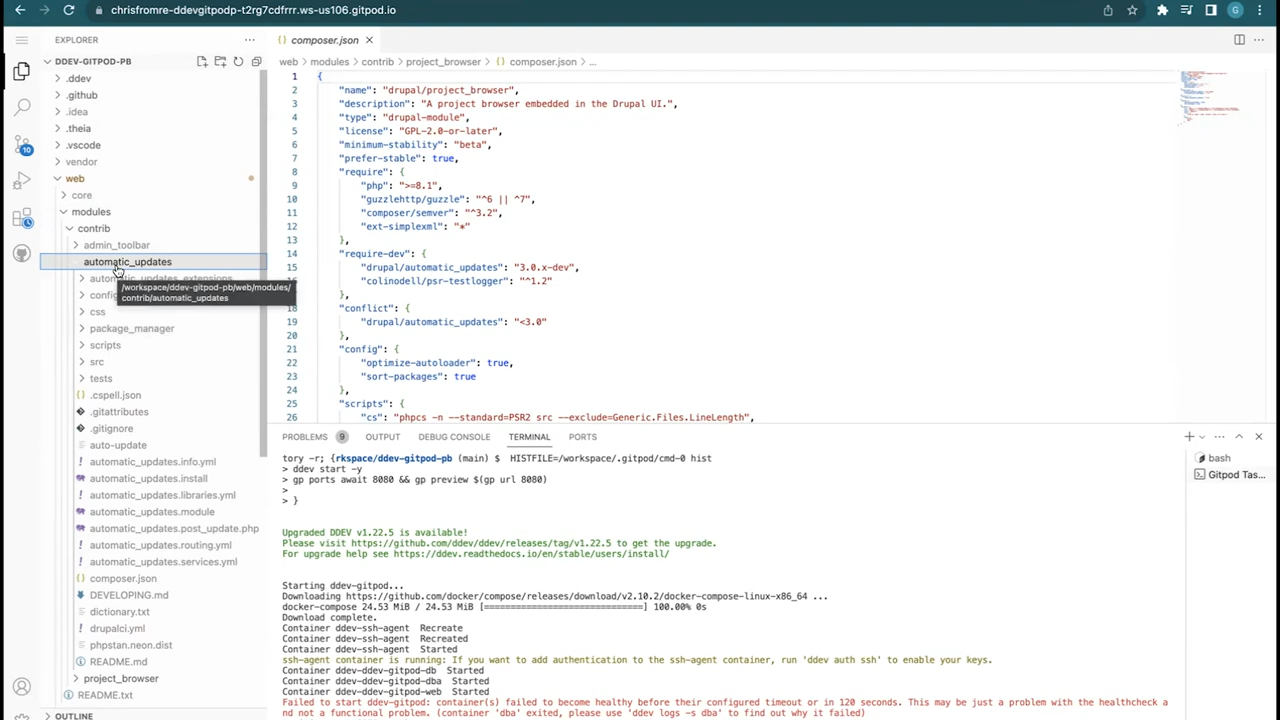 chrisfromre-ddevgitpodp-t2rg7cdfrrr.ws-us106.gitpod.io
G
EXPLORER
DDEV-GITPOD-PB
.ddev
.github
.idea
.theia
.vscode
vendor
web
core
modules
contrib
admin_toolbar
automatic_updates
automatic_updates_extensions
/workspace/ddev-gitpod-pb/web/modules/
contrib/automatic_updates
config
css
package_manager
scripts
src
tests
.cspell.json
.gitattributes
.gitignore
auto-update
automatic_updates.info.yml
automatic_updates.install
automatic_updates.libraries.yml
automatic_updates.module
automatic_updates.post_update.php
automatic_updates.routing.yml
automatic_updates.services.yml
composer.json
DEVELOPING.md
dictionary.txt
drupalci.yml
phpstan.neon.dist
README.md
project_browser
README.txt
OUTLINE
10
{} composer.json
web > modules > contrib > project_browser > {} composer.json > ...
1 {
2 "name": "drupal/project_browser",
3 "description": "A project browser embedded in the Drupal UI.",
4 "type": "drupal-module",
5 "license": "GPL-2.0-or-later",
6 "minimum-stability": "beta",
7 "prefer-stable": true,
8 "require": {
9 "php": ">=8.1",
10 "guzzlehttp/guzzle": "^6 || ^7",
11 "composer/semver": "^3.2",
12 "ext-simplexml": "*"
13 },
14 "require-dev": {
15 "drupal/automatic_updates": "3.0.x-dev",
16 "colinodell/psr-testlogger": "^1.2"
},
18 "conflict": {
19 "drupal/automatic_updates": "<3.0"
20 },
21 "config": {
22 "optimize-autoloader": true,
23 "sort-packages": true
24 },
25 "scripts": {
26 "cs": "phpcs -n --standard=PSR2 src --exclude=Generic.Files.LineLength",
PROBLEMS 9 OUTPUT DEBUG CONSOLE TERMINAL PORTS
tory -r; {rkspace/ddev-gitpod-pb (main) $ HISTFILE=/workspace/.gitpod/cmd-0 hist
> ddev start -y
> gp ports await 8080 && gp preview $(gp url 8080)
>
> }
Upgraded DDEV v1.22.5 is available!
Please visit https://github.com/ddev/ddev/releases/tag/v1.22.5 to get the upgrade.
For upgrade help see https://ddev.readthedocs.io/en/stable/users/install/
Starting ddev-gitpod...
Downloading https://github.com/docker/compose/releases/download/v2.10.2/docker-compose-linux-x86_64 ...
docker-compose 24.53 MiB / 24.53 MiB [==============================] 100.00% 0s
Download complete.
Container ddev-ssh-agent Recreate
Container ddev-ssh-agent Recreated
Container ddev-ssh-agent Started
ssh-agent container is running: If you want to add authentication to the ssh-agent container, run 'ddev auth ssh' to enable your keys.
Container ddev-ddev-gitpod-db Started
Container ddev-ddev-gitpod-dba Started
Container ddev-ddev-gitpod-web Started
Failed to start ddev-gitpod: container(s) failed to become healthy before their configured timeout or in 120 seconds. This may be just a problem with the healthcheck a
nd not a functional problem. (container 'dba' exited, please use 'ddev logs -s dba' to find out why it failed)
bash
Gitpod Tas...